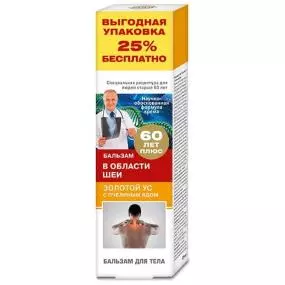 ВЫГОДНАЯ
УПАКОВКА
25%
БЕСПЛАТНО
Специальная рецептура для
людей старше 60 лет
Научно-
обоснованная
формула
крема
60
ЛЕТ
ПЛЮС
БАЛЬЗАМ
В ОБЛАСТИ
ШЕИ
ЗОЛОТОЙ УС
С ПЧЕЛИНЫМ ЯДОМ
БАЛЬЗАМ ДЛЯ ТЕЛА